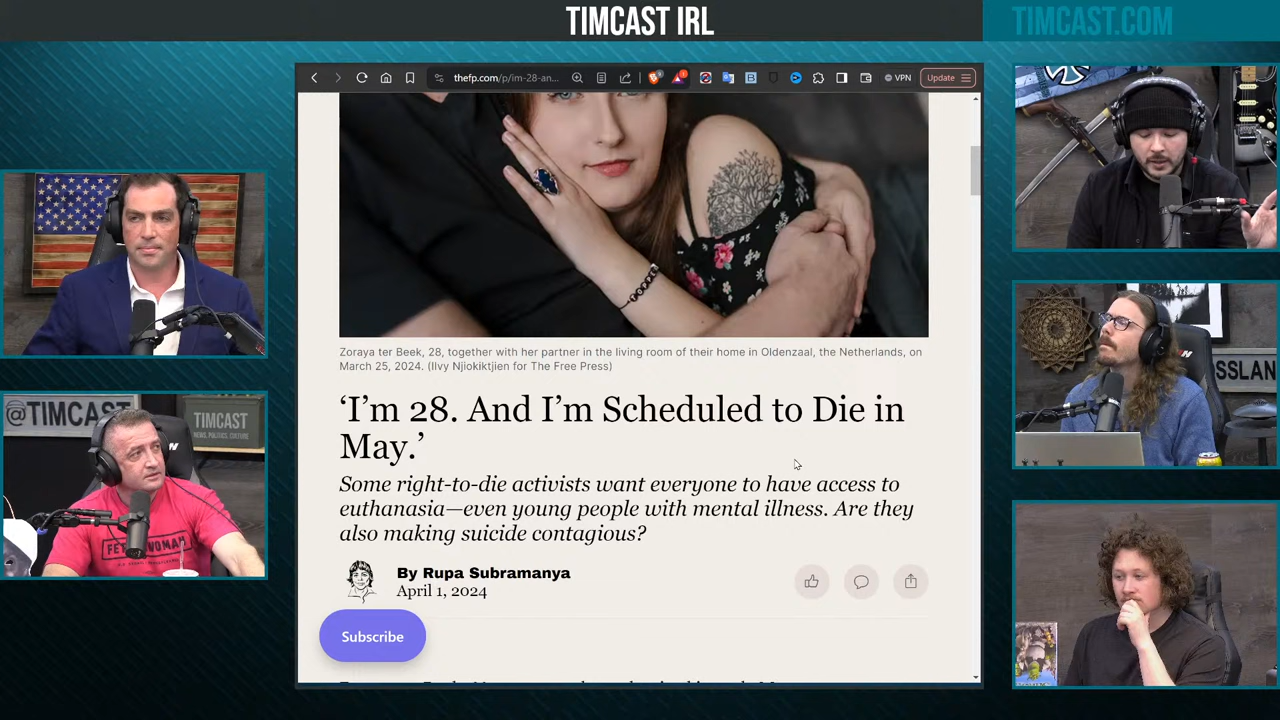 TIMCAST IRL
TIMCAST.COM
thefp.com/p/im-28-an...
VPN
Update
Zoraya ter Beek, 28, together with her partner in the living room of their home in Oldenzaal, the Netherlands, on
March 25, 2024. (Ilvy Njiokiktjien for The Free Press)
‘I’m 28. And I’m Scheduled to Die in
May.’
Some right-to-die activists want everyone to have access to
euthanasia—even young people with mental illness. Are they
also making suicide contagious?
By Rupa Subramanya
April 1, 2024
Subscribe
@TIMCAST
TIMCAST
NEWS, POLITICS, CULTURE